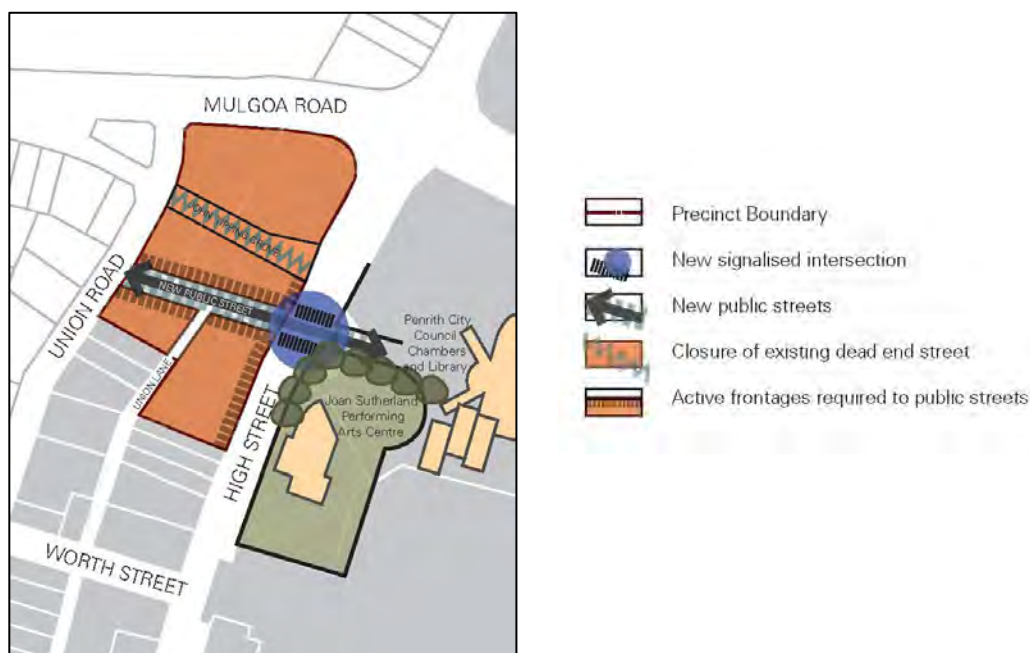 MULGOA ROAD
UNION ROAD
NEW PUBLIC STREET
UNION LANE
HIGH STREET
Penrith City
Council
Chambers
and Library
Joan Sutherland
Performing
Arts Centre
WORTH STREET
Precinct Boundary
New signalised intersection
New public streets
Closure of existing dead end street
Active frontages required to public streets